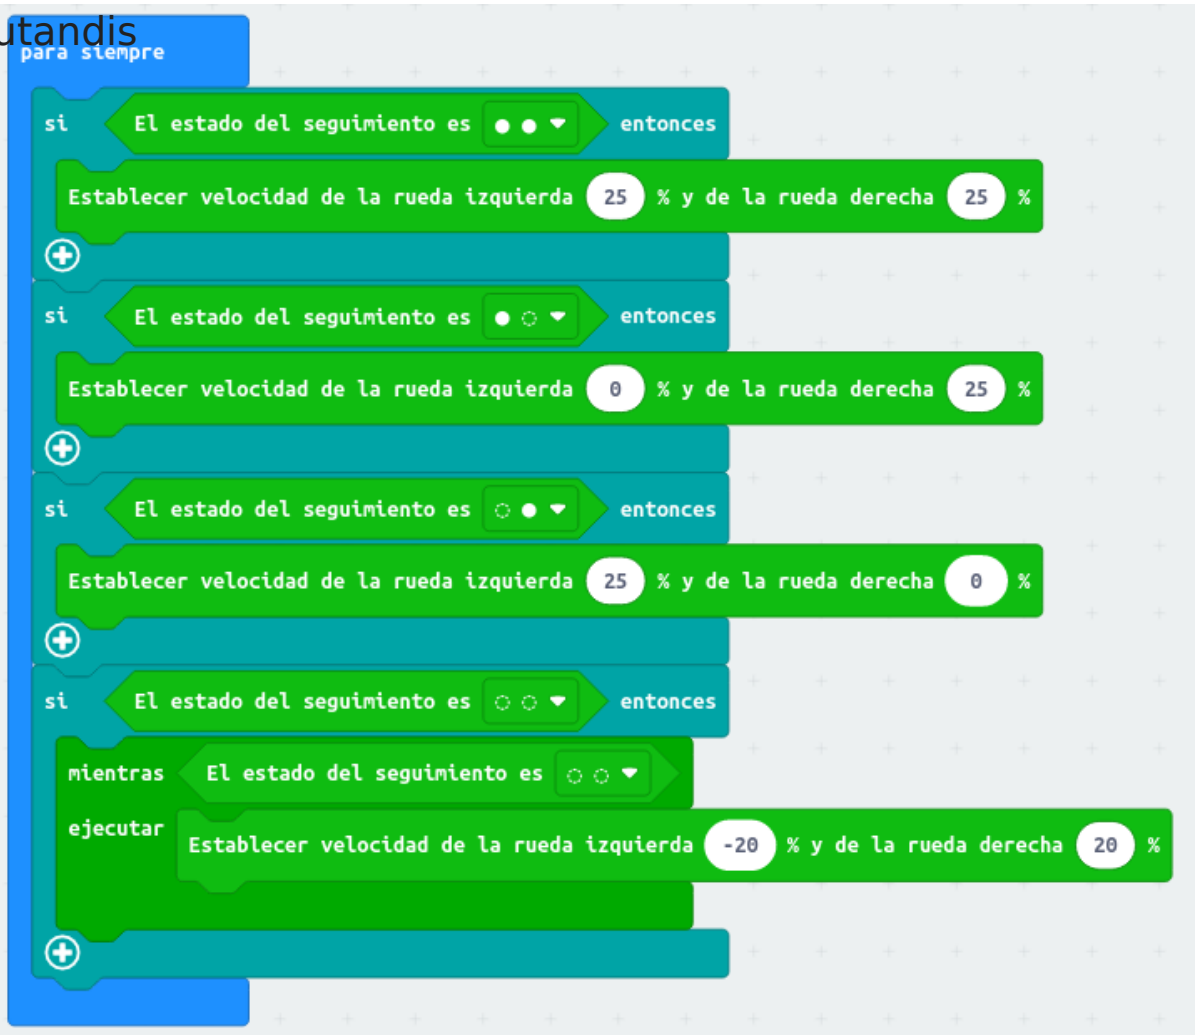 utandis
para siempre
si El estado del seguimiento es entonces
Establecer velocidad de la rueda izquierda 25 % y de la rueda derecha 25 %
si El estado del seguimiento es entonces
Establecer velocidad de la rueda izquierda 0 % y de la rueda derecha 25 %
si El estado del seguimiento es entonces
Establecer velocidad de la rueda izquierda 25 % y de la rueda derecha 0 %
si El estado del seguimiento es entonces
mientras El estado del seguimiento es
ejecutar
Establecer velocidad de la rueda izquierda -20 % y de la rueda derecha 20 %